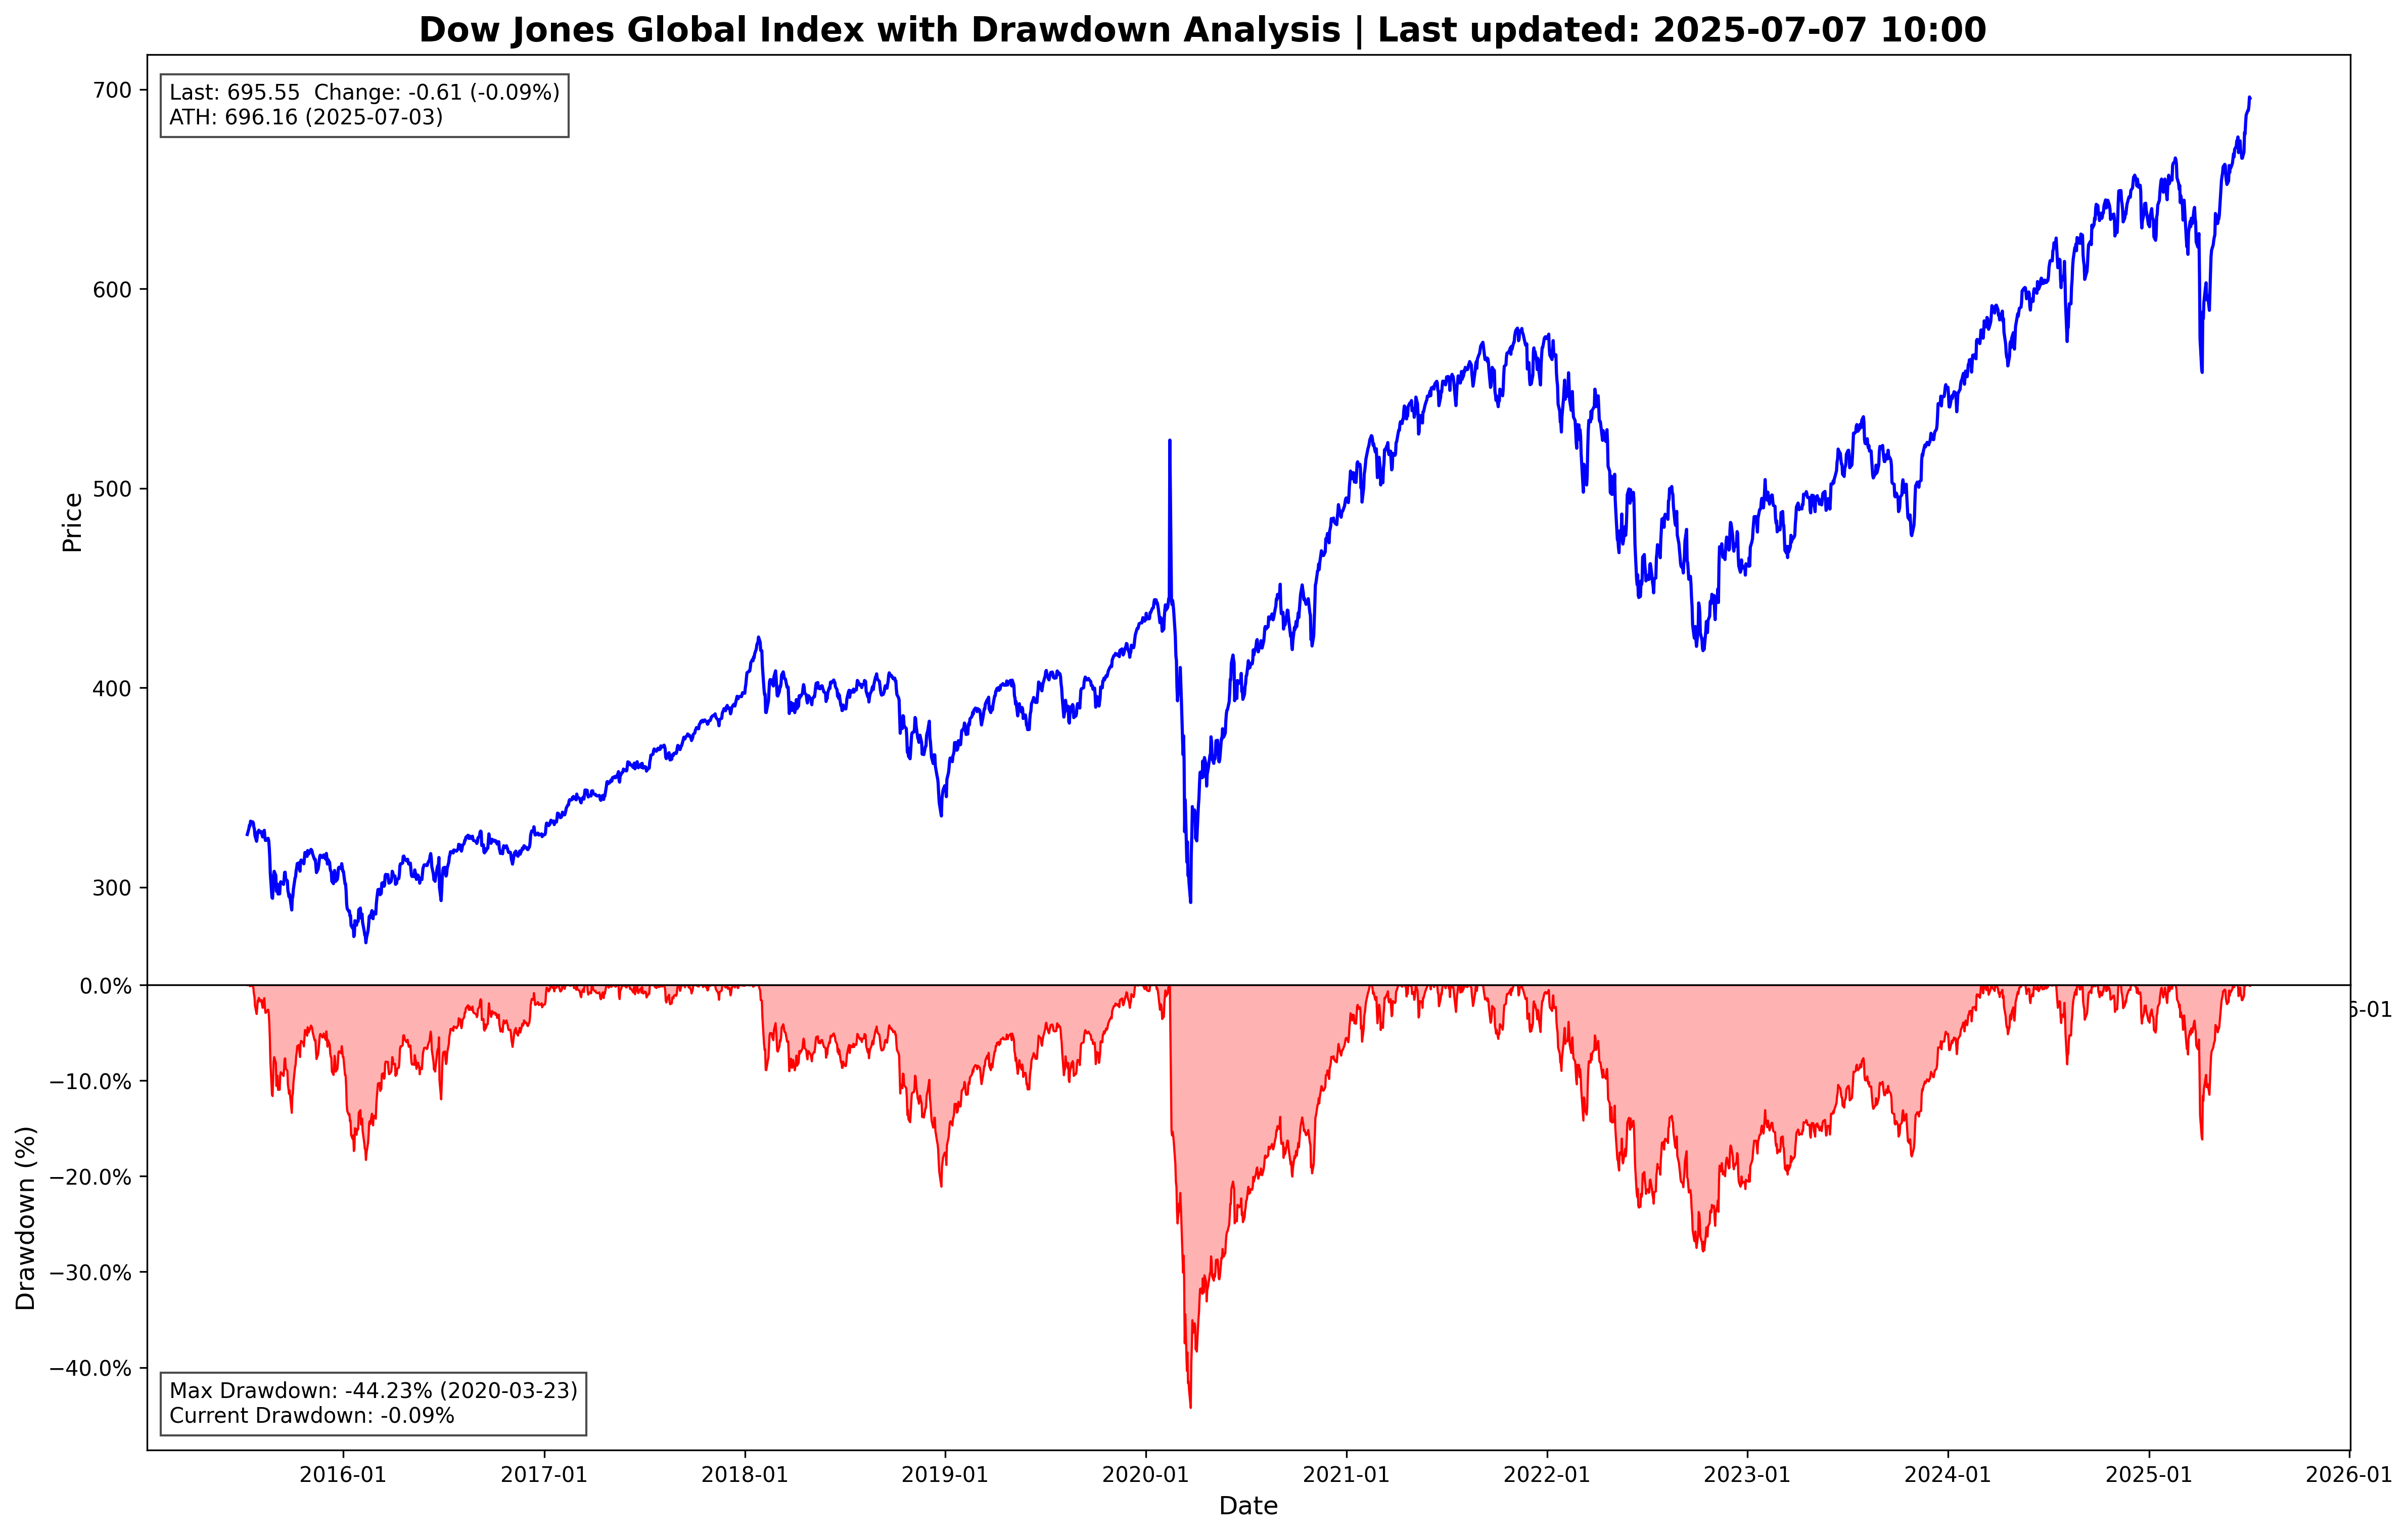 Dow Jones Global Index with Drawdown Analysis | Last updated: 2025-07-07 10:00
Last: 695.55  Change: -0.61 (-0.09%)
ATH: 696.16 (2025-07-03)
Price
700
600
500
400
300
6-01
Drawdown (%)
0.0%
−10.0%
−20.0%
−30.0%
−40.0%
Max Drawdown: -44.23% (2020-03-23)
Current Drawdown: -0.09%
2016-01
2017-01
2018-01
2019-01
2020-01
2021-01
2022-01
2023-01
2024-01
2025-01
2026-01
Date